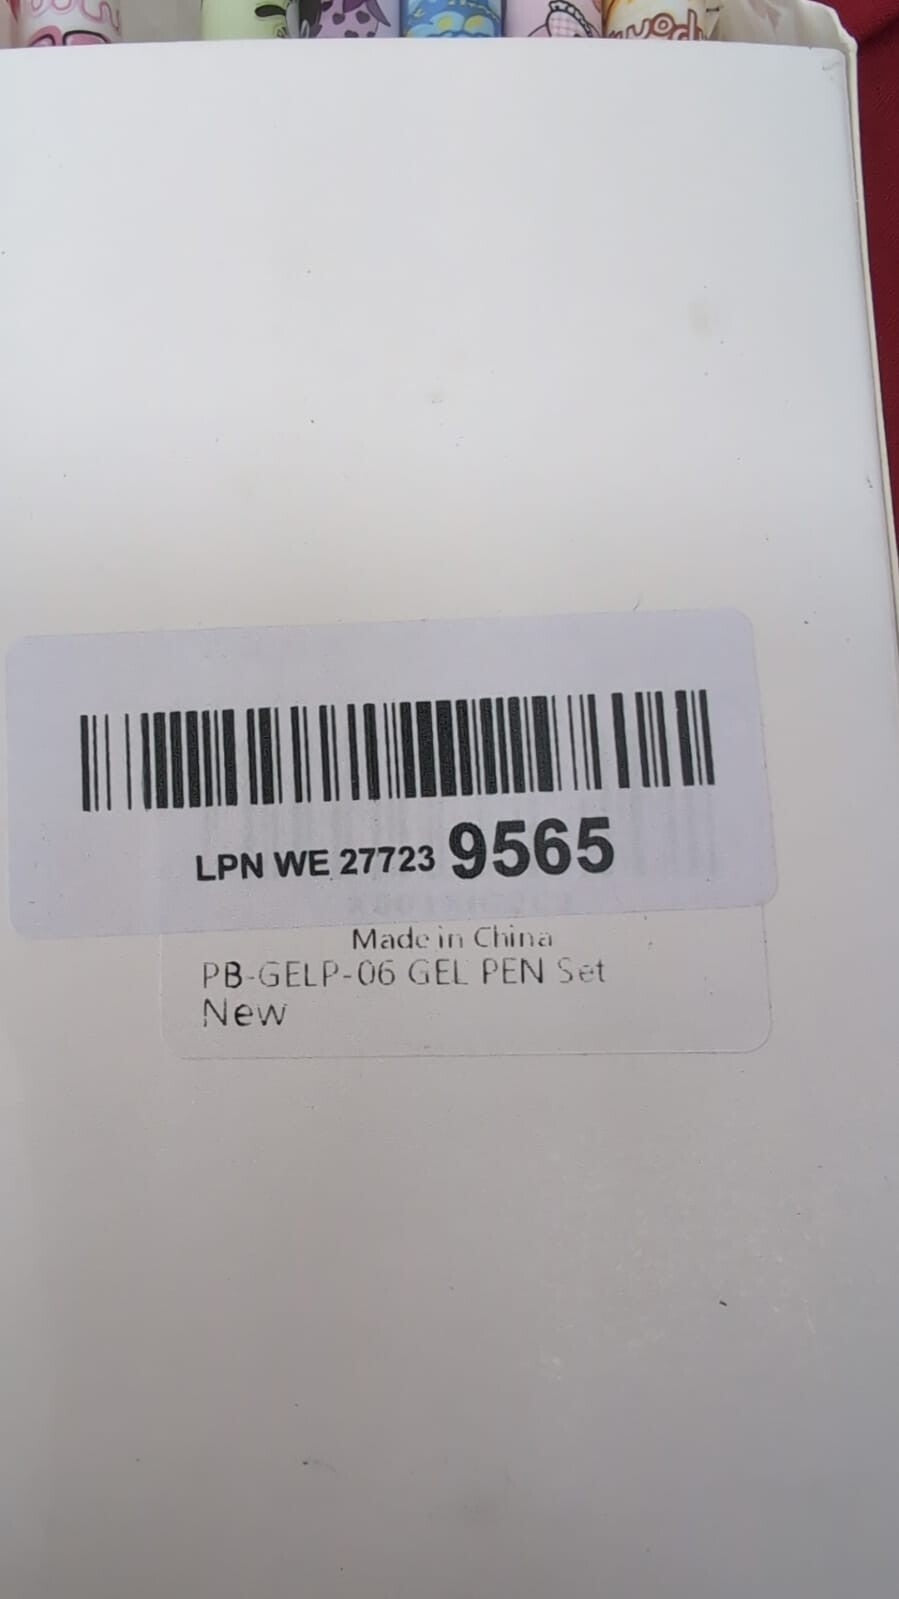 LPN WE 27723 9565
Made in China
PB-GELP-06 GEL PEN Set
New